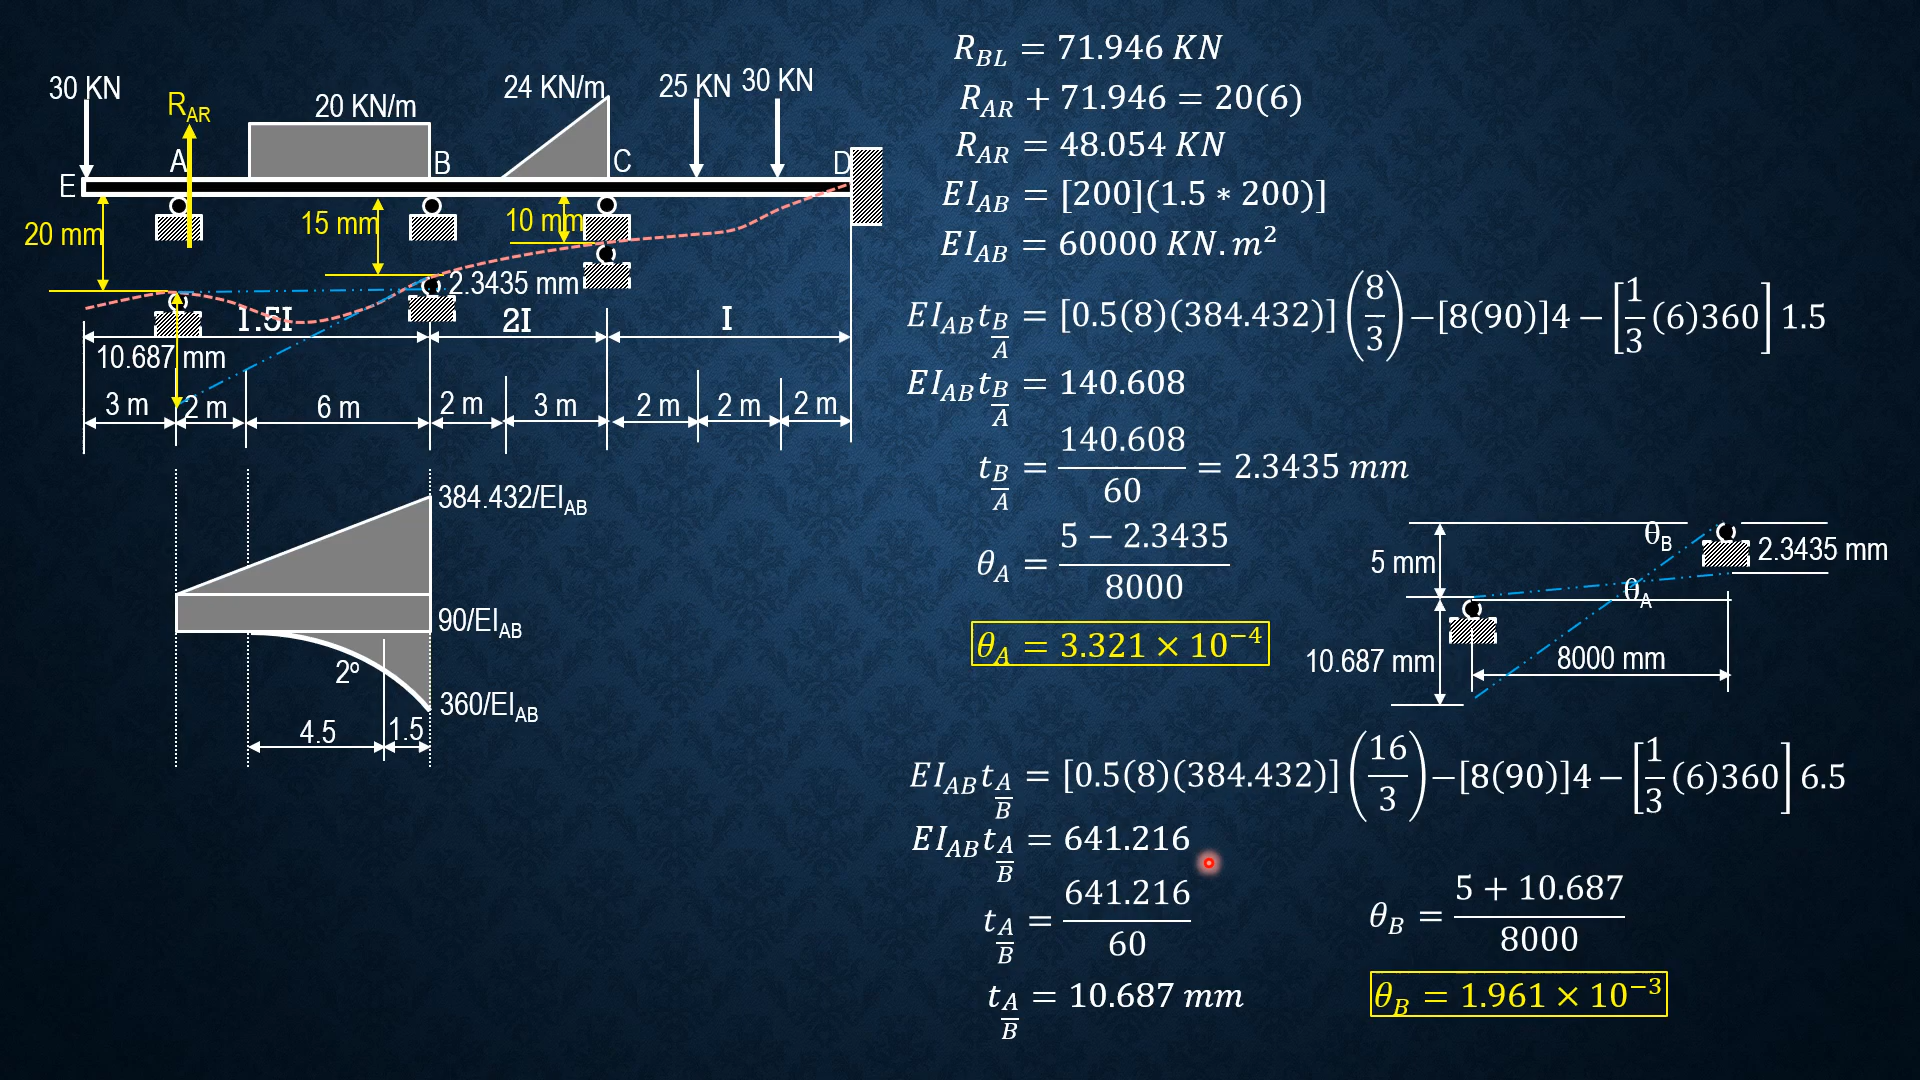 30 KN
R_AR
20 KN/m
24 KN/m
25 KN
30 KN
A
B
C
D
E
20 mm
15 mm
10 mm
2.3435 mm
1.5I
2I
I
10.687 mm
3 m
2 m
6 m
2 m
3 m
2 m
2 m
2 m
384.432/EI_AB
90/EI_AB
2º
360/EI_AB
4.5
1.5
R_BL = 71.946 KN
R_AR + 71.946 = 20(6)
R_AR = 48.054 KN
EI_AB = [200](1.5 * 200)]
EI_AB = 60000 KN.m²
EI_AB t_B/A = [0.5(8)(384.432)](8/3)−[8(90)]4 − [1/3 (6)360] 1.5
EI_AB t_B/A = 140.608
t_B/A = 140.608/60 = 2.3435 mm
θ_A = (5 − 2.3435)/8000
θ_A = 3.321 × 10⁻⁴
θ_B
5 mm
2.3435 mm
θ_A
10.687 mm
8000 mm
EI_AB t_A/B = [0.5(8)(384.432)](16/3)−[8(90)]4 − [1/3 (6)360] 6.5
EI_AB t_A/B = 641.216
t_A/B = 641.216/60
t_A/B = 10.687 mm
θ_B = (5 + 10.687)/8000
θ_B = 1.961 × 10⁻³